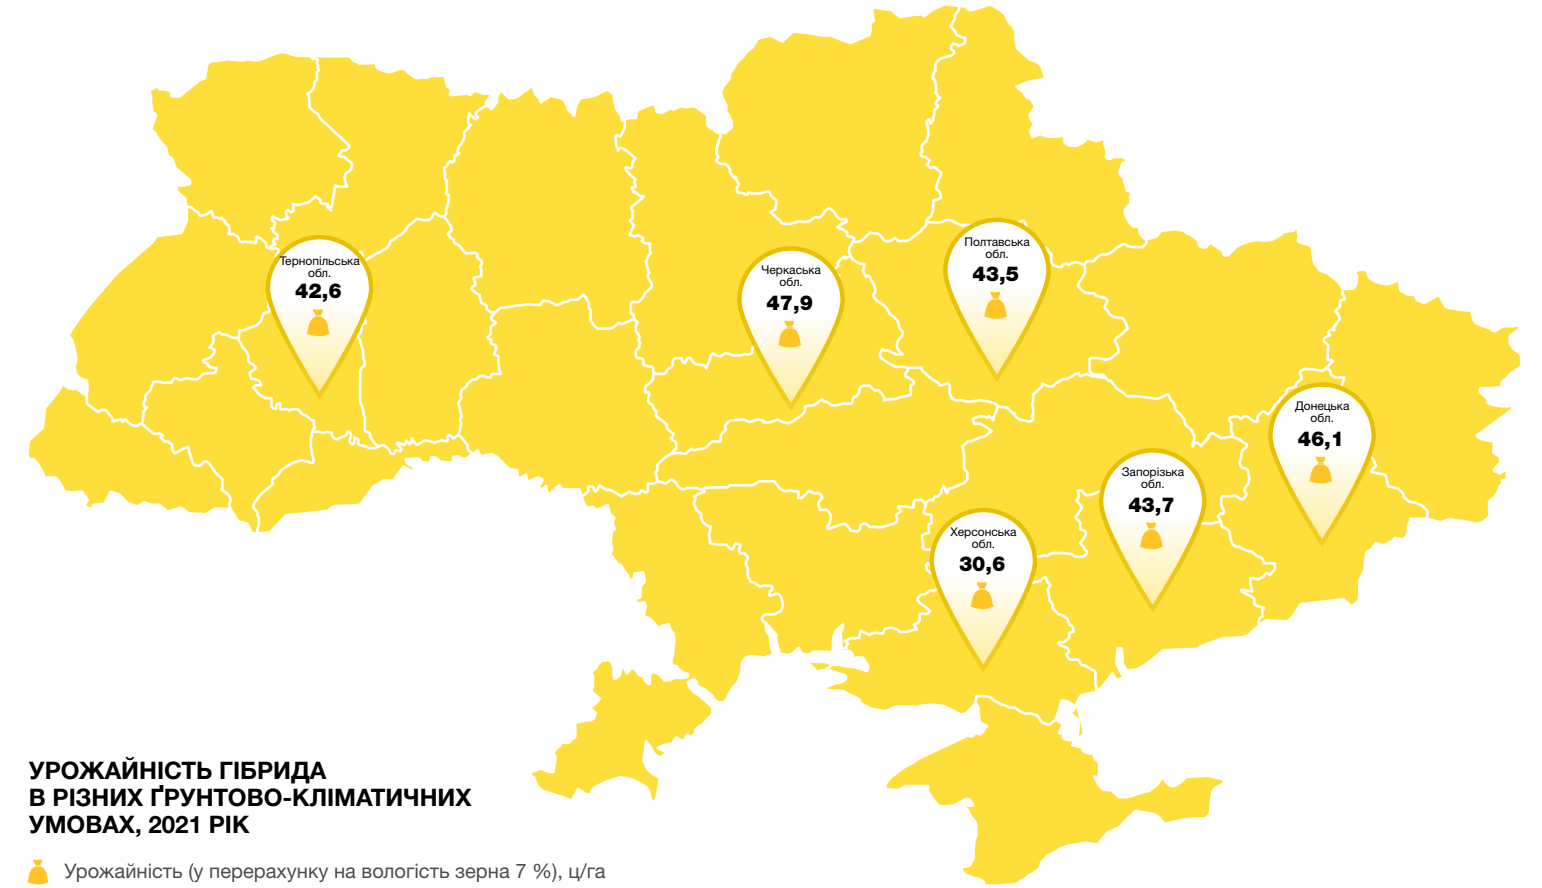 Полтавська
обл.
43,5
Тернопільська
обл.
42,6
Черкаська
обл.
47,9
Донецька
обл.
46,1
Запорізька
обл.
43,7
Херсонська
обл.
30,6
УРОЖАЙНІСТЬ ГІБРИДА
В РІЗНИХ ҐРУНТОВО-КЛІМАТИЧНИХ
УМОВАХ, 2021 РІК
Урожайність (у перерахунку на вологість зерна 7 %), ц/га